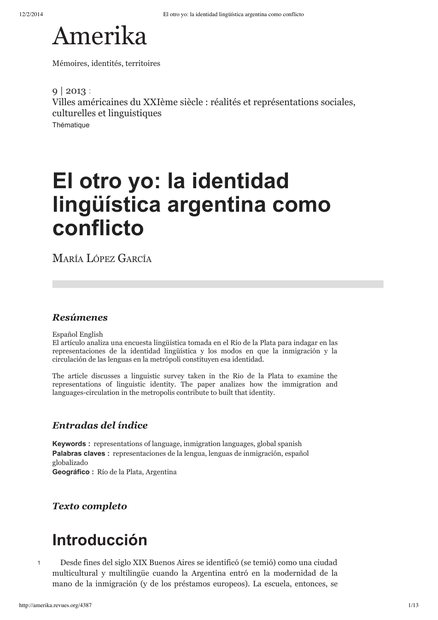 12/2/2014 El otro yo: la identidad lingüística argentina como conflicto
Amerika
Mémoires, identités, territoires
9 | 2013 :
Villes américaines du XXIème siècle : réalités et représentations sociales,
culturelles et linguistiques
Thématique
El otro yo: la identidad
lingüística argentina como
conflicto
MARÍA LÓPEZ GARCÍA
Resúmenes
Español English
El artículo analiza una encuesta lingüística tomada en el Río de la Plata para indagar en las
representaciones de la identidad lingüística y los modos en que la inmigración y la
circulación de las lenguas en la metrópoli constituyen esa identidad.
The article discusses a linguistic survey taken in the Rio de la Plata to examine the
representations of linguistic identity. The paper analizes how the immigration and
languages-circulation in the metropolis contribute to built that identity.
Entradas del índice
Keywords : representations of language, inmigration languages, global spanish
Palabras claves : representaciones de la lengua, lenguas de inmigración, español
globalizado
Geográfico : Río de la Plata, Argentina
Texto completo
Introducción
1 Desde fines del siglo XIX Buenos Aires se identificó (se temió) como una ciudad
multicultural y multilingüe cuando la Argentina entró en la modernidad de la
mano de la inmigración (y de los préstamos europeos). La escuela, entonces, se
http://amerika.revues.org/4387 1/13